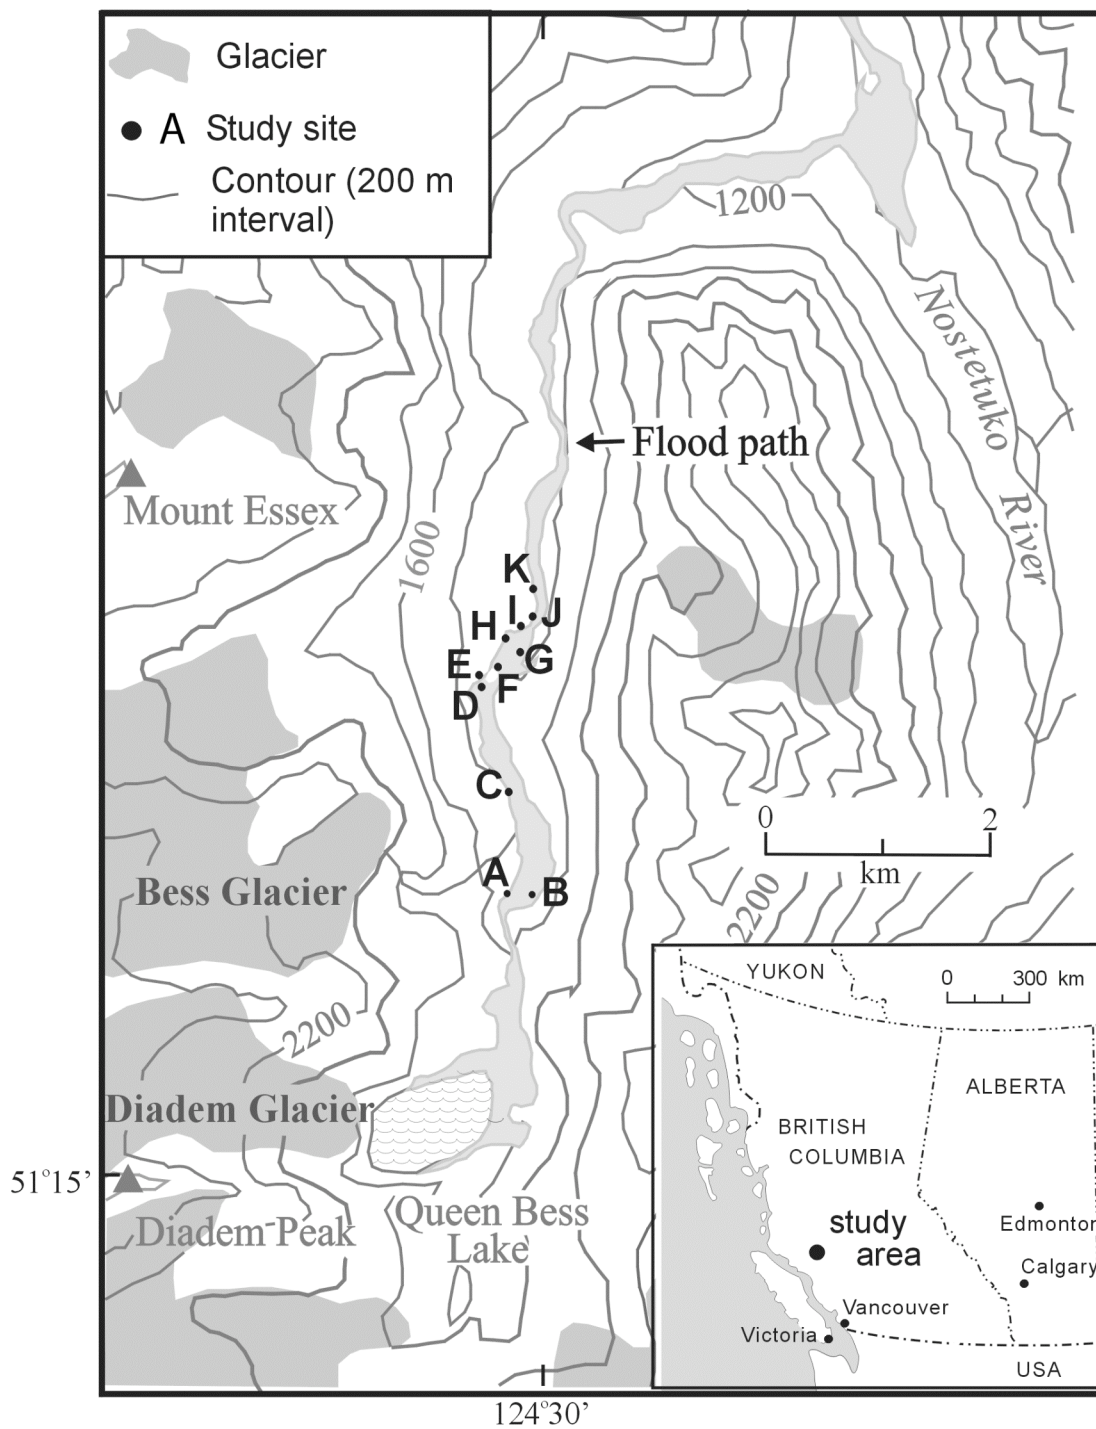 Glacier
A Study site
Contour (200 m
interval)
1200
Nostetuko
River
Flood path
Mount Essex
1600
K
I
J
H
G
E
F
D
C
A
B
0 2
km
Bess Glacier
2200
2200
Diadem Glacier
51°15’
Diadem Peak
Queen Bess
Lake
124°30’
YUKON
0 300 km
ALBERTA
BRITISH
COLUMBIA
Edmonton
study
area
Calgary
Vancouver
Victoria
USA